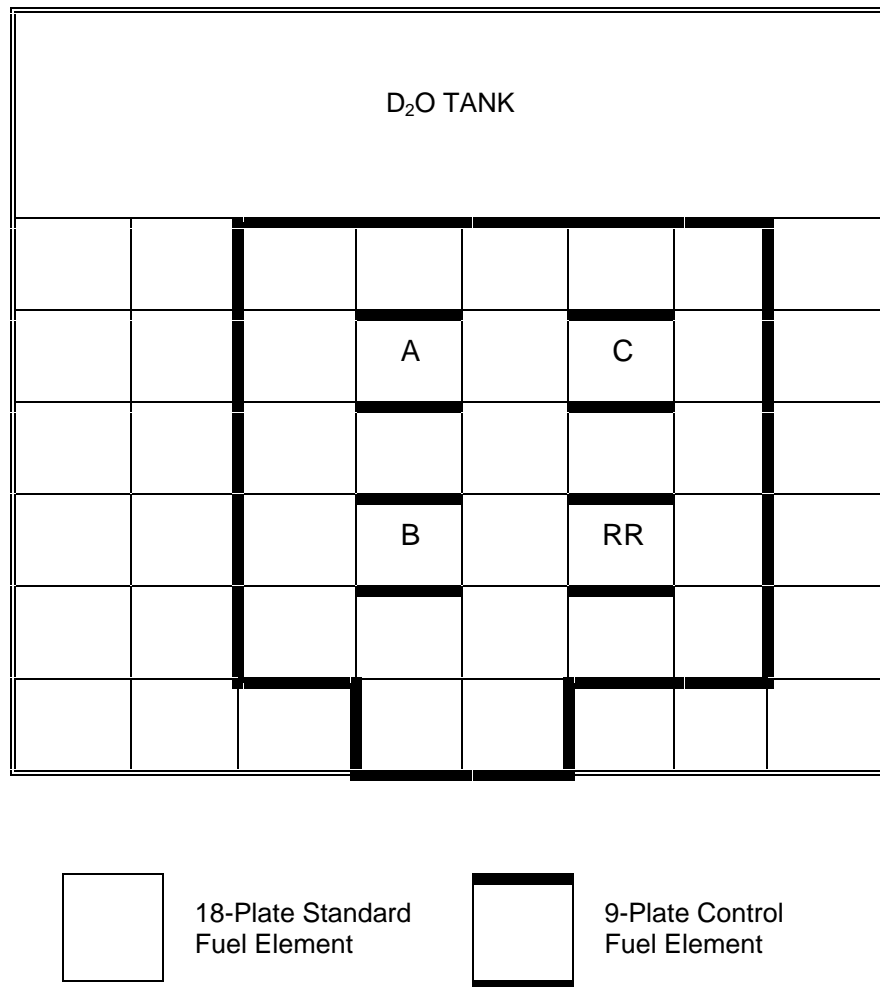 D₂O TANK
A
C
B
RR
18-Plate Standard
Fuel Element
9-Plate Control
Fuel Element